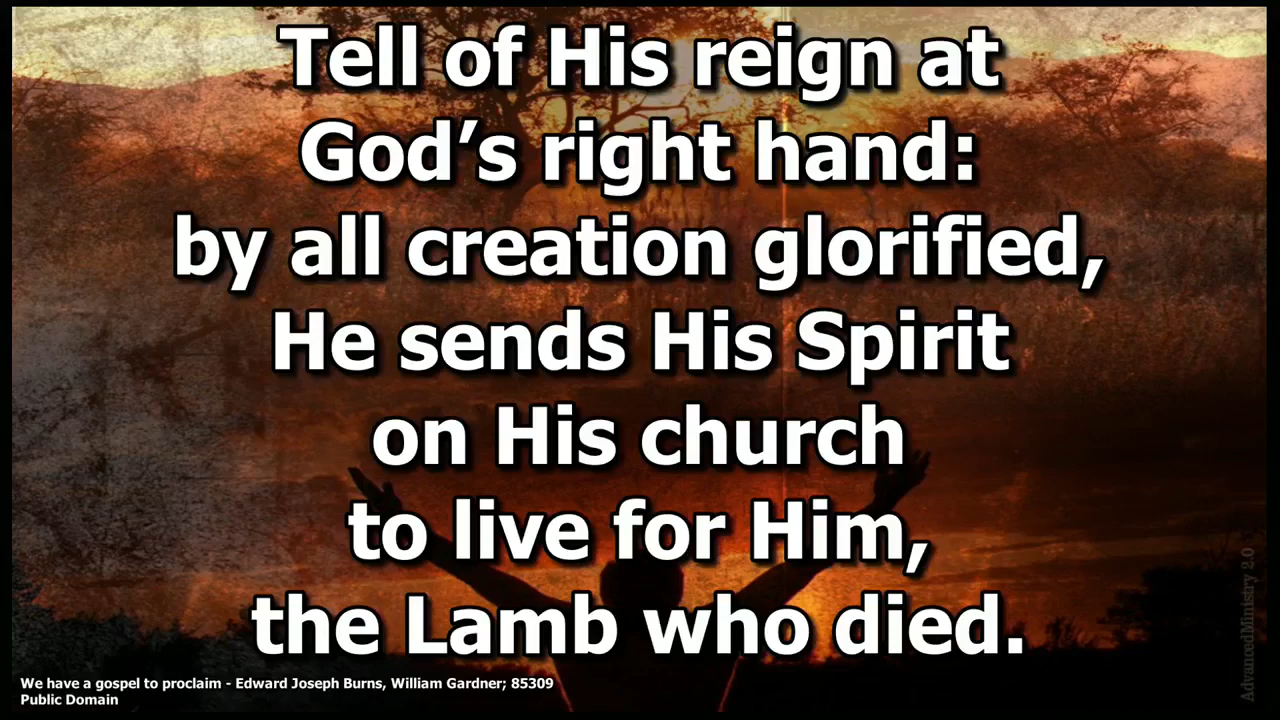 Tell of His reign at
God’s right hand:
by all creation glorified,
He sends His Spirit
on His church
to live for Him,
the Lamb who died.
We have a gospel to proclaim - Edward Joseph Burns, William Gardner; 85309
Public Domain
AdvancedMinistry 2.0